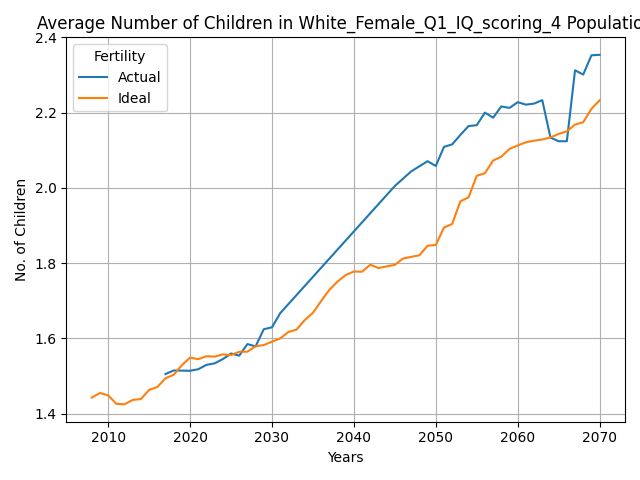 Average Number of Children in White_Female_Q1_IQ_scoring_4 Populatio
Fertility
Actual
Ideal
No. of Children
2.4
2.2
2.0
1.8
1.6
1.4
2010 2020 2030 2040 2050 2060 2070
Years